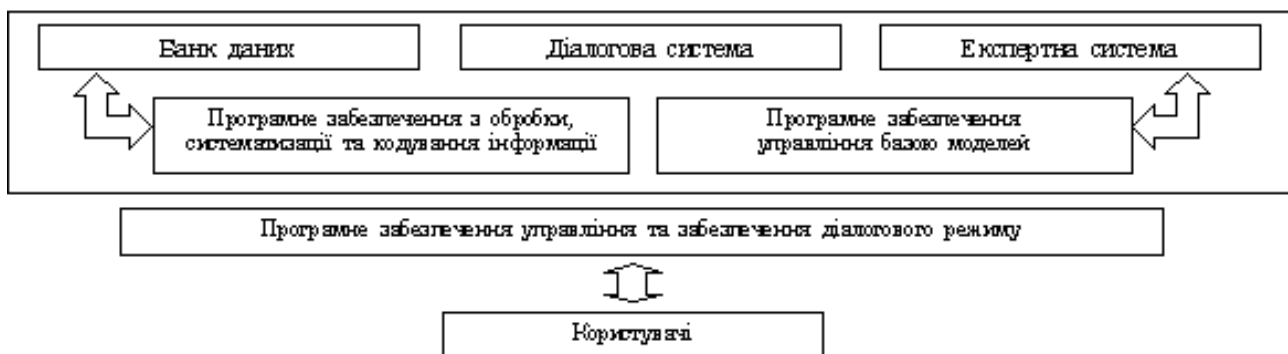 Банк даних
Діалогова система
Експертна система
Програмне забезпечення з обробки,
систематизації та кодування інформації
Програмне забезпечення
управління базою моделей
Програмне забезпечення управління та забезпечення діалогового режиму
Користувачі